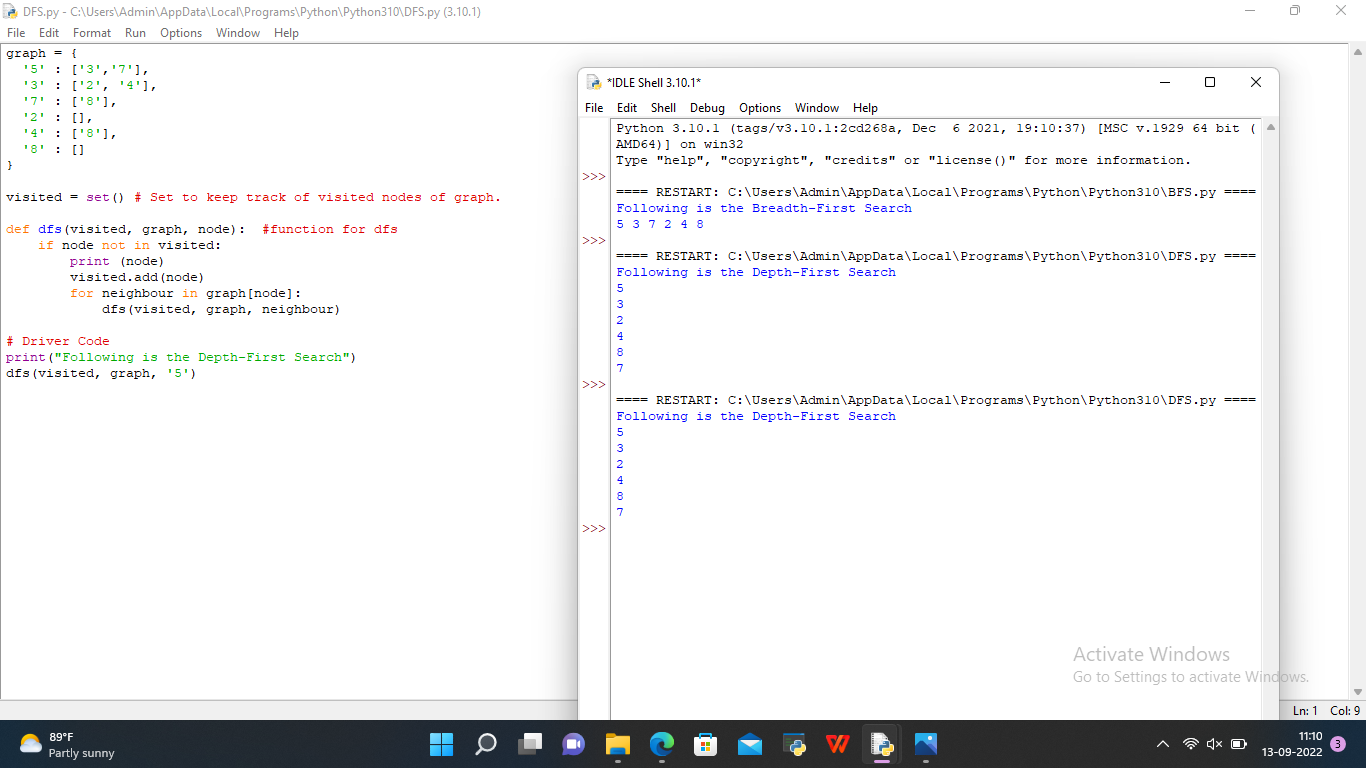 DFS.py - C:\Users\Admin\AppData\Local\Programs\Python\Python310\DFS.py (3.10.1)
File Edit Format Run Options Window Help
graph = {
  '5' : ['3','7'],
  '3' : ['2', '4'],
  '7' : ['8'],
  '2' : [],
  '4' : ['8'],
  '8' : []
}
visited = set() # Set to keep track of visited nodes of graph.
def dfs(visited, graph, node):  #function for dfs
    if node not in visited:
        print (node)
        visited.add(node)
        for neighbour in graph[node]:
            dfs(visited, graph, neighbour)
# Driver Code
print("Following is the Depth-First Search")
dfs(visited, graph, '5')
*IDLE Shell 3.10.1*
File Edit Shell Debug Options Window Help
Python 3.10.1 (tags/v3.10.1:2cd268a, Dec  6 2021, 19:10:37) [MSC v.1929 64 bit (
AMD64)] on win32
Type "help", "copyright", "credits" or "license()" for more information.
>>>
==== RESTART: C:\Users\Admin\AppData\Local\Programs\Python\Python310\BFS.py ====
Following is the Breadth-First Search
5 3 7 2 4 8
>>>
==== RESTART: C:\Users\Admin\AppData\Local\Programs\Python\Python310\DFS.py ====
Following is the Depth-First Search
5
3
2
4
8
7
>>>
==== RESTART: C:\Users\Admin\AppData\Local\Programs\Python\Python310\DFS.py ====
Following is the Depth-First Search
5
3
2
4
8
7
>>>
Activate Windows
Go to Settings to activate Windows.
Ln: 1 Col: 9
89°F
Partly sunny
11:10
13-09-2022
3